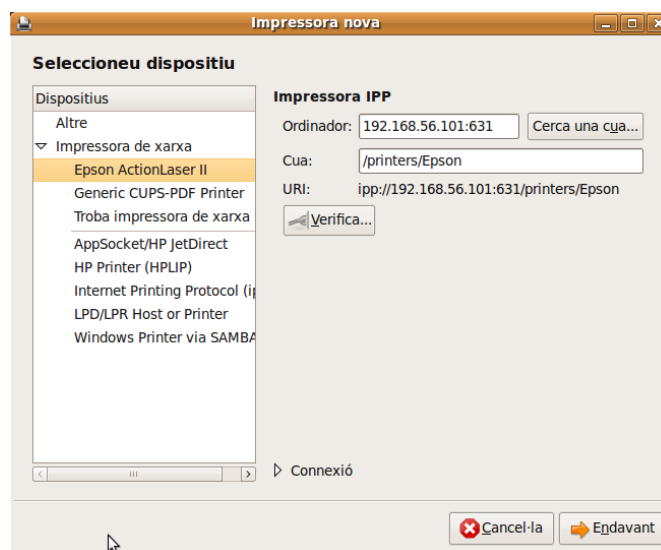 Impressora nova
Seleccioneu dispositiu
Dispositius
Altre
Impressora de xarxa
Epson ActionLaser II
Generic CUPS-PDF Printer
Troba impressora de xarxa
AppSocket/HP JetDirect
HP Printer (HPLIP)
Internet Printing Protocol (i
LPD/LPR Host or Printer
Windows Printer via SAMBA
Impressora IPP
Ordinador: 192.168.56.101:631 Cerca una cua...
Cua: /printers/Epson
URI: ipp://192.168.56.101:631/printers/Epson
Verifica...
Connexió
Cancel·la Endavant